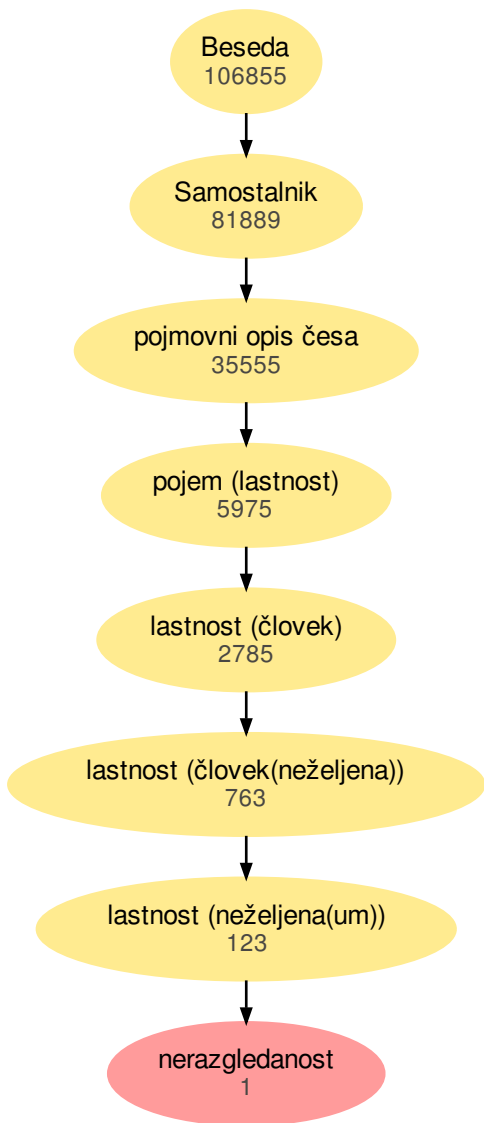 Beseda
106855
Samostalnik
81889
pojmovni opis česa
35555
pojem (lastnost)
5975
lastnost (človek)
2785
lastnost (človek(neželjena))
763
lastnost (neželjena(um))
123
nerazgledanost
1